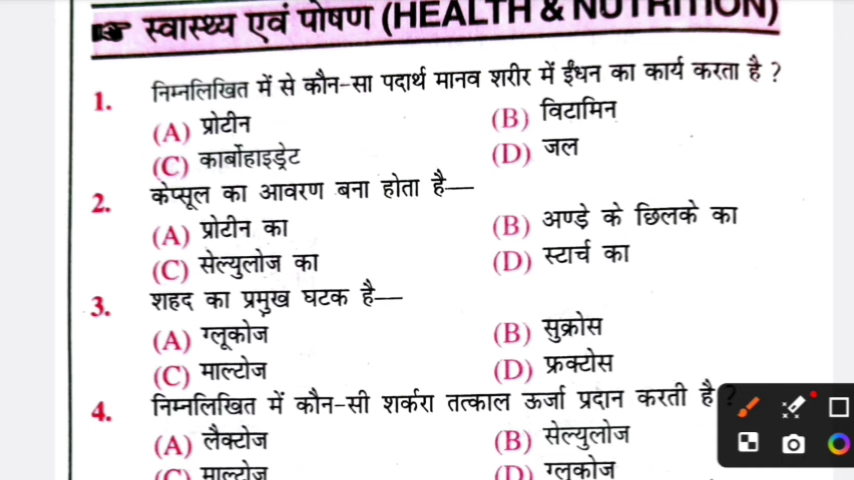 स्वास्थ्य एवं पोषण (HEALTH & NUTRITION)
1. निम्नलिखित में से कौन-सा पदार्थ मानव शरीर में ईंधन का कार्य करता है ?
(A) प्रोटीन (B) विटामिन
(C) कार्बोहाइड्रेट (D) जल
2. केप्सूल का आवरण बना होता है—
(A) प्रोटीन का (B) अण्डे के छिलके का
(C) सेल्युलोज का (D) स्टार्च का
3. शहद का प्रमुख घटक है—
(A) ग्लूकोज (B) सुक्रोस
(C) माल्टोज (D) फ्रक्टोस
4. निम्नलिखित में कौन-सी शर्करा तत्काल ऊर्जा प्रदान करती है ?
(A) लैक्टोज (B) सेल्युलोज
(C) माल्टोज (D) ग्लूकोज